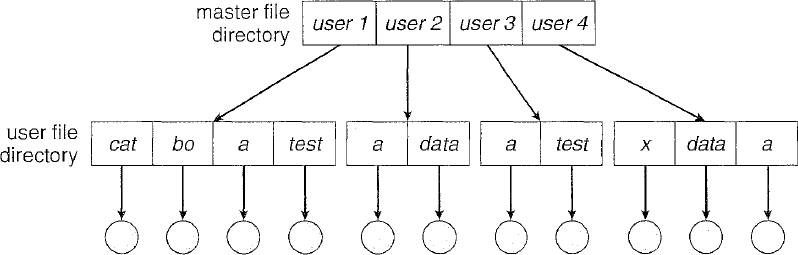 master file
directory
user 1 user 2 user 3 user 4
user file
directory
cat bo a test a data a test x data a